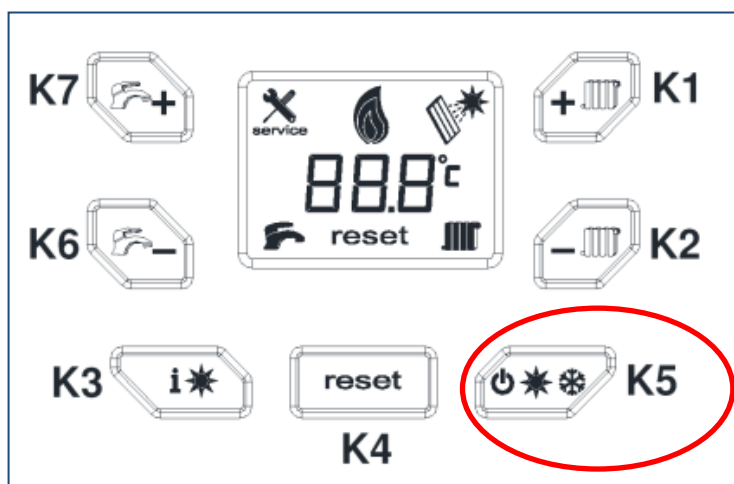 K7
+
service
+
K1
88.8°c
K6
−
reset
−
K2
K3
i
reset
K5
K4